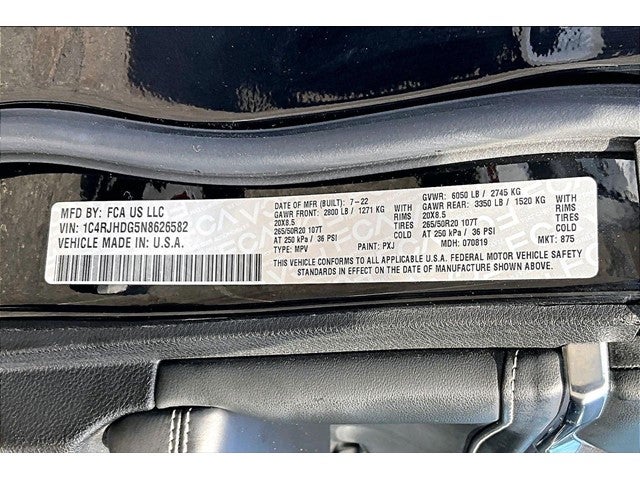 MFD BY: FCA US LLC
VIN: 1C4RJHDG5N8626582
VEHICLE MADE IN: U.S.A.
DATE OF MFR (BUILT): 7-22
GAWR FRONT: 2800 LB / 1271 KG
20X8.5 RIMS
265/50R20 107T TIRES
AT 250 kPa / 36 PSI COLD
TYPE: MPV PAINT: PXJ
GVWR: 6050 LB / 2745 KG
GAWR REAR: 3350 LB / 1520 KG
20X8.5 RIMS
265/50R20 107T TIRES
AT 250 kPa / 36 PSI COLD
MDH: 070819 MKT: 875
THIS VEHICLE CONFORMS TO ALL APPLICABLE U.S.A. FEDERAL MOTOR VEHICLE SAFETY
STANDARDS IN EFFECT ON THE DATE OF MANUFACTURE SHOWN ABOVE.